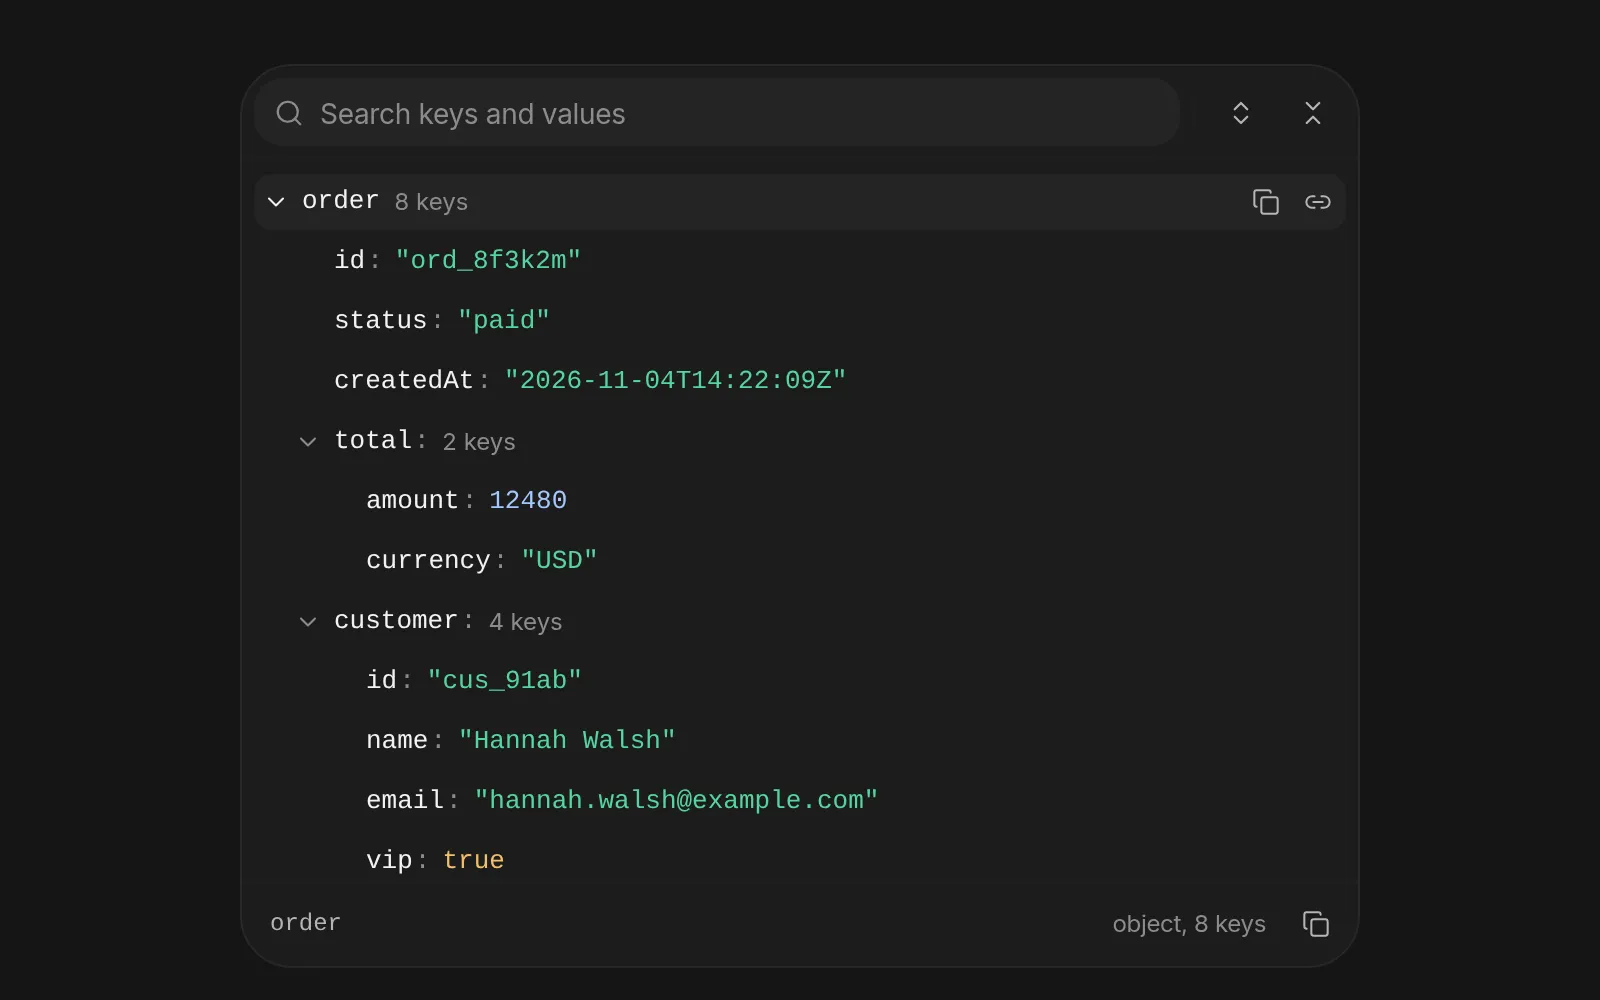 Search keys and values
order 8 keys
id: "ord_8f3k2m"
status: "paid"
createdAt: "2026-11-04T14:22:09Z"
total: 2 keys
amount: 12480
currency: "USD"
customer: 4 keys
id: "cus_91ab"
name: "Hannah Walsh"
email: "hannah.walsh@example.com"
vip: true
order object, 8 keys